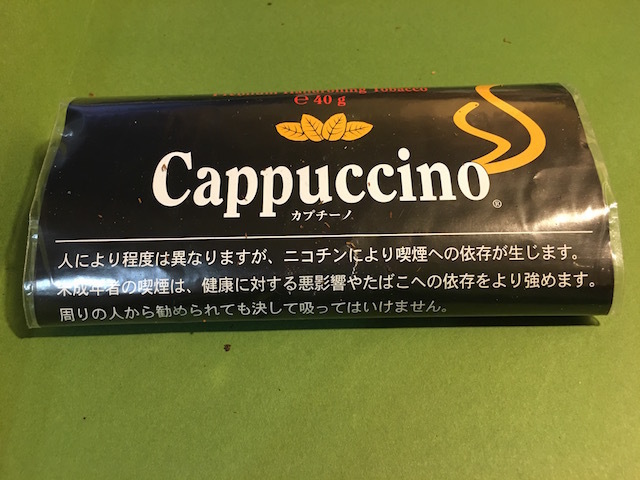 Premium Handrolling Tobacco
℮ 40 g
Cappuccino®
カプチーノ
人により程度は異なりますが、ニコチンにより喫煙への依存が生じます。
未成年者の喫煙は、健康に対する悪影響やたばこへの依存をより強めます。
周りの人から勧められても決して吸ってはいけません。